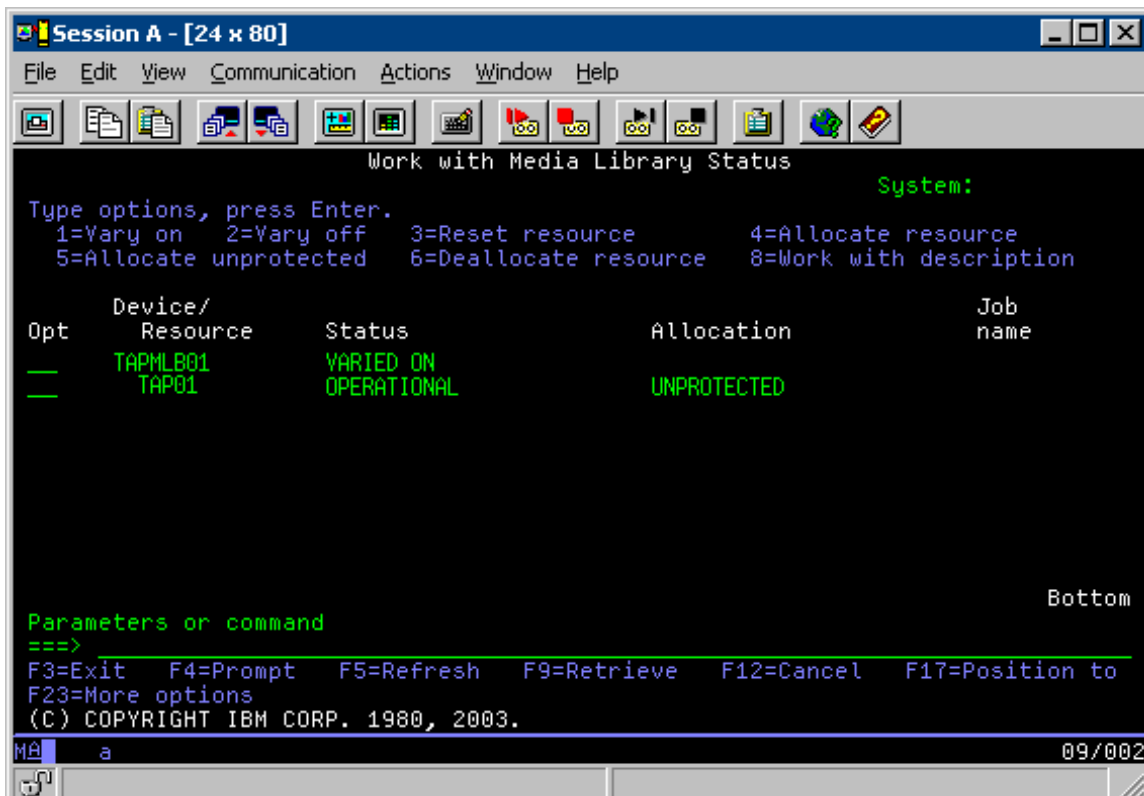 Session A - [24 x 80]
File Edit View Communication Actions Window Help
Work with Media Library Status
System:
Type options, press Enter.
1=Vary on 2=Vary off 3=Reset resource 4=Allocate resource
5=Allocate unprotected 6=Deallocate resource 8=Work with description
Device/ Job
Opt Resource Status Allocation name
TAPMLB01 VARIED ON
TAP01 OPERATIONAL UNPROTECTED
Bottom
Parameters or command
===>
F3=Exit F4=Prompt F5=Refresh F9=Retrieve F12=Cancel F17=Position to
F23=More options
(C) COPYRIGHT IBM CORP. 1980, 2003.
MA a 09/002